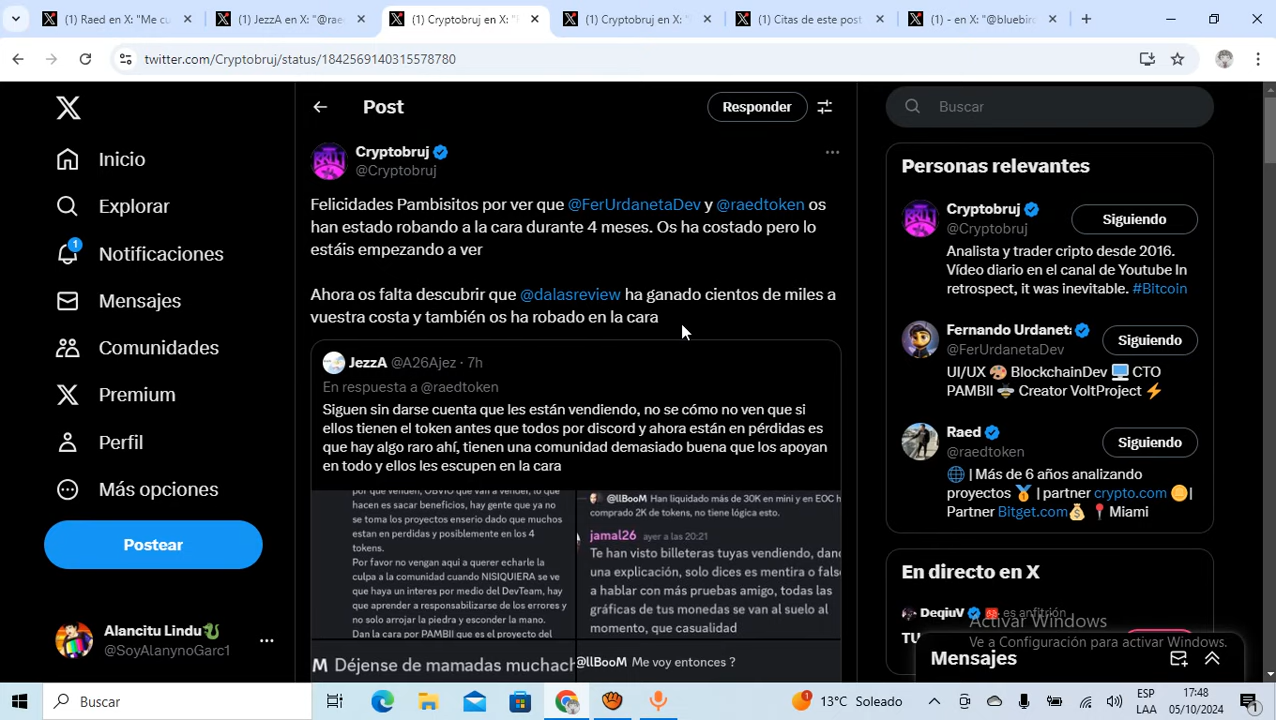 (1) Raed en X: "Me cu
(1) JezzA en X: "@rae
(1) Cryptobruj en X: "
(1) Cryptobruj en X: "
(1) Citas de este post
(1) - en X: "@bluebir
twitter.com/Cryptobruj/status/1842569140315578780
Inicio
Explorar
1
Notificaciones
Mensajes
Comunidades
Premium
Perfil
Más opciones
Postear
Alancitu Lindu
@SoyAlanynoGarc1
Post
Responder
Cryptobruj
@Cryptobruj
Felicidades Pambisitos por ver que @FerUrdanetaDev y @raedtoken os
han estado robando a la cara durante 4 meses. Os ha costado pero lo
estáis empezando a ver
Ahora os falta descubrir que @dalasreview ha ganado cientos de miles a
vuestra costa y también os ha robado en la cara
JezzA @A26Ajez · 7h
En respuesta a @raedtoken
Siguen sin darse cuenta que les están vendiendo, no se cómo no ven que si
ellos tienen el token antes que todos por discord y ahora están en pérdidas es
que hay algo raro ahí, tienen una comunidad demasiado buena que los apoyan
en todo y ellos les escupen en la cara
por que venden, OBVIO que van a vender, lo que
hacen es sacar beneficios, hay gente que ya no
se toma los proyectos enserio dado que muchos
estan en perdidas y posiblemente en los 4
tokens.
Por favor no vengan aqui a querer echarle la
culpa a la comunidad cuando NISIQUIERA se ve
que haya un interes por medio del DevTeam, hay
que aprender a responsabilizarse de los errores y
no solo arrojar la piedra y esconder la mano.
Dan la cara por PAMBII que es el proyecto del
@llBooM Han liquidado más de 30K en mini y en EOC h
comprado 2K de tokens, no tiene lógica esto.
jamal26 ayer a las 20:21
Te han visto billeteras tuyas vendiendo, danc
una explicación, solo dices es mentira o falso
a hablar con más pruebas amigo, todas las
gráficas de tus monedas se van al suelo al
momento, que casualidad
M Déjense de mamadas muchach
@llBooM Me voy entonces ?
Buscar
Personas relevantes
Cryptobruj
Siguiendo
@Cryptobruj
Analista y trader cripto desde 2016.
Vídeo diario en el canal de Youtube In
retrospect, it was inevitable. #Bitcoin
Fernando Urdanet
Siguiendo
@FerUrdanetaDev
UI/UX BlockchainDev CTO
PAMBII Creator VoltProject
Raed
Siguiendo
@raedtoken
| Más de 6 años analizando
proyectos | partner crypto.com |
Partner Bitget.com | Miami
En directo en X
DeqiuV es anfitrión
TU
Activar Windows
Ve a Configuración para activar Windows.
Mensajes
Buscar
13°C Soleado
ESP
LAA
17:48
05/10/2024